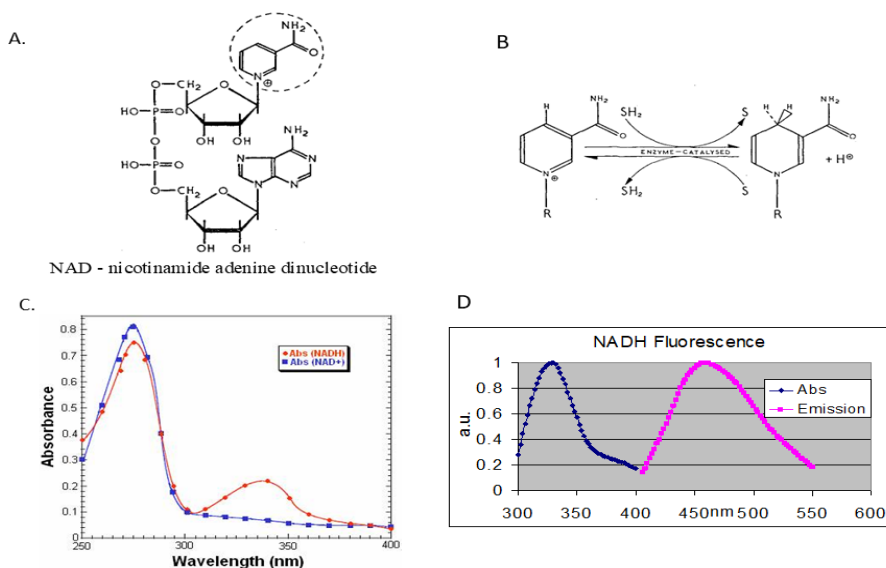 A.
NH2
O
N
⊕
O-CH2
O
HO-P=O
OH OH
O
NH2
HO-P=O
O-CH2
N N
N N
O
OH OH
NAD - nicotinamide adenine dinucleotide
B
H NH2 SH2 S H H NH2
O O
ENZYME-CATALYSED
+ H⊕
N ⊕ SH2 S N
R R
C.
Abs (NADH)
Abs (NAD+)
Absorbance
0.8
0.7
0.6
0.5
0.4
0.3
0.2
0.1
0
250 300 350 400
Wavelength (nm)
D
NADH Fluorescence
a.u.
1
0.8
0.6
0.4
0.2
0
Abs
Emission
300 350 400 450nm 500 550 600